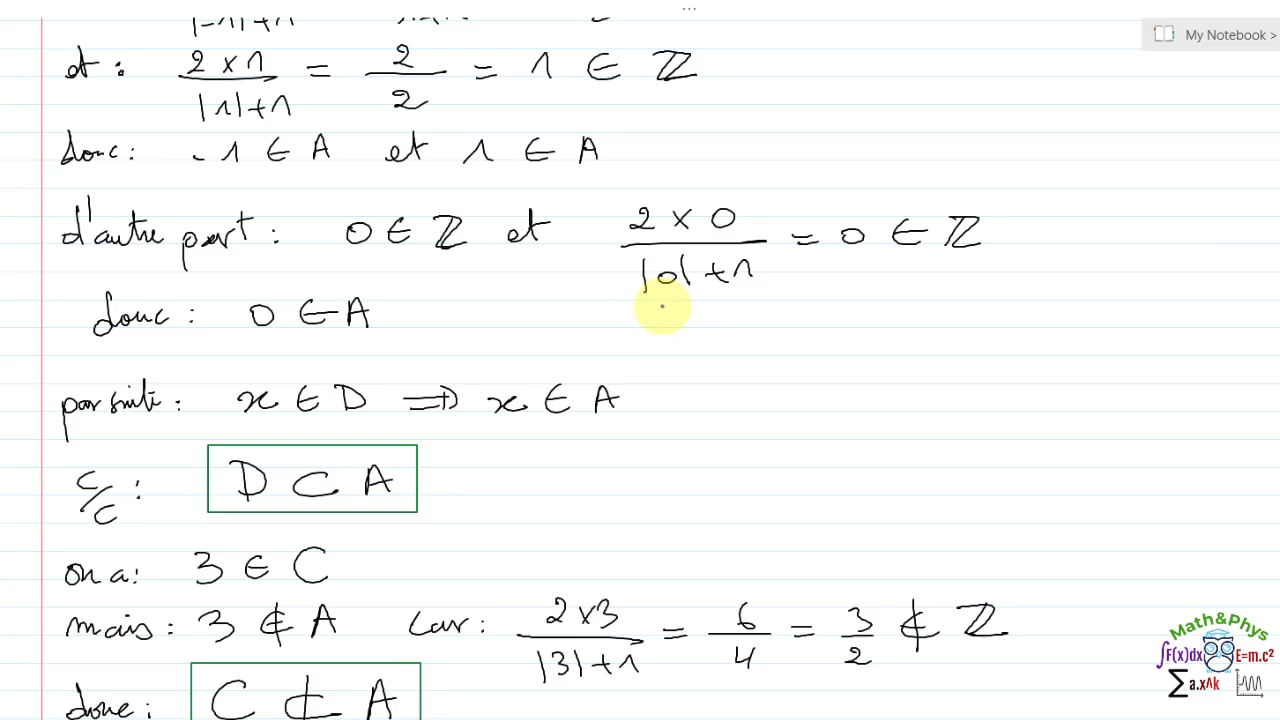 My Notebook >
|-1|+1
et : 2 x 1 / |1|+1 = 2/2 = 1 ∈ ℤ
donc: -1 ∈ A et 1 ∈ A
d'autre part : 0 ∈ ℤ et 2 x 0 / |0|+1 = 0 ∈ ℤ
donc : 0 ∈ A
par suite : x ∈ D ⟹ x ∈ A
c/c : D ⊂ A
on a: 3 ∈ C
mais: 3 ∉ A car: 2 x 3 / |3|+1 = 6/4 = 3/2 ∉ ℤ
donc: C ⊄ A
Math&Phys
∫F(x)dx E=m.c²
∑ a.x∧k